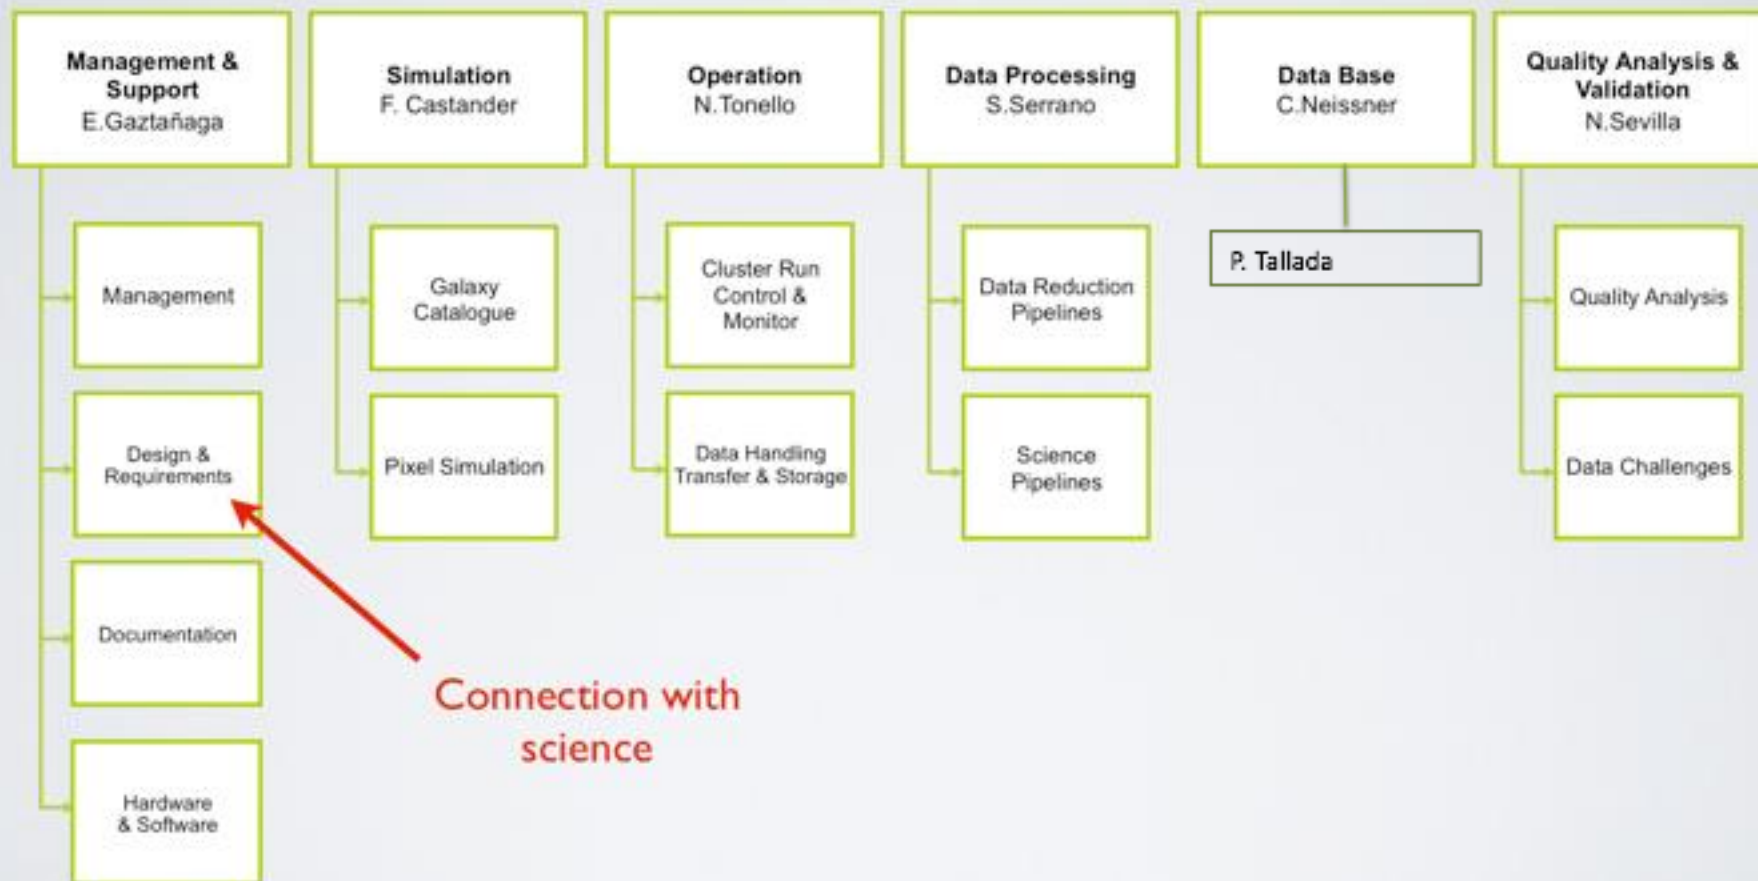 Management &
Support
E.Gaztañaga
Simulation
F. Castander
Operation
N.Tonello
Data Processing
S.Serrano
Data Base
C.Neissner
Quality Analysis &
Validation
N.Sevilla
Management
Design &
Requirements
Documentation
Hardware
& Software
Galaxy
Catalogue
Pixel Simulation
Cluster Run
Control &
Monitor
Data Handling
Transfer & Storage
Data Reduction
Pipelines
Science
Pipelines
P. Tallada
Quality Analysis
Data Challenges
Connection with
science